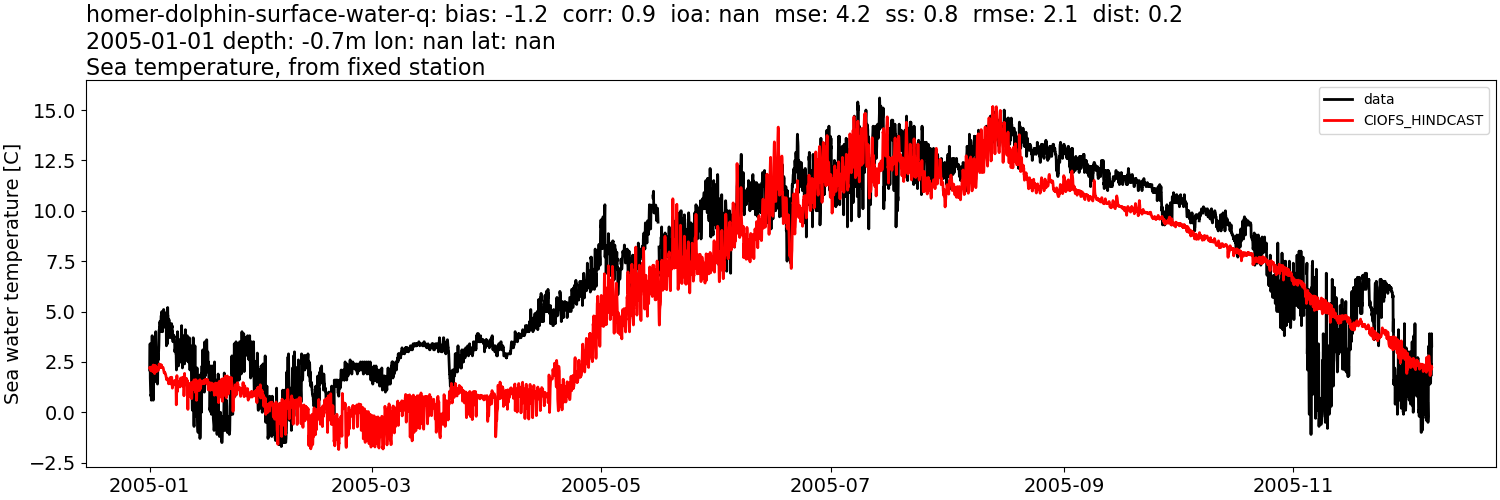 homer-dolphin-surface-water-q: bias: -1.2  corr: 0.9  ioa: nan  mse: 4.2  ss: 0.8  rmse: 2.1  dist: 0.2
2005-01-01 depth: -0.7m lon: nan lat: nan
Sea temperature, from fixed station
data
CIOFS_HINDCAST
Sea water temperature [C]
15.0
12.5
10.0
7.5
5.0
2.5
0.0
−2.5
2005-01
2005-03
2005-05
2005-07
2005-09
2005-11